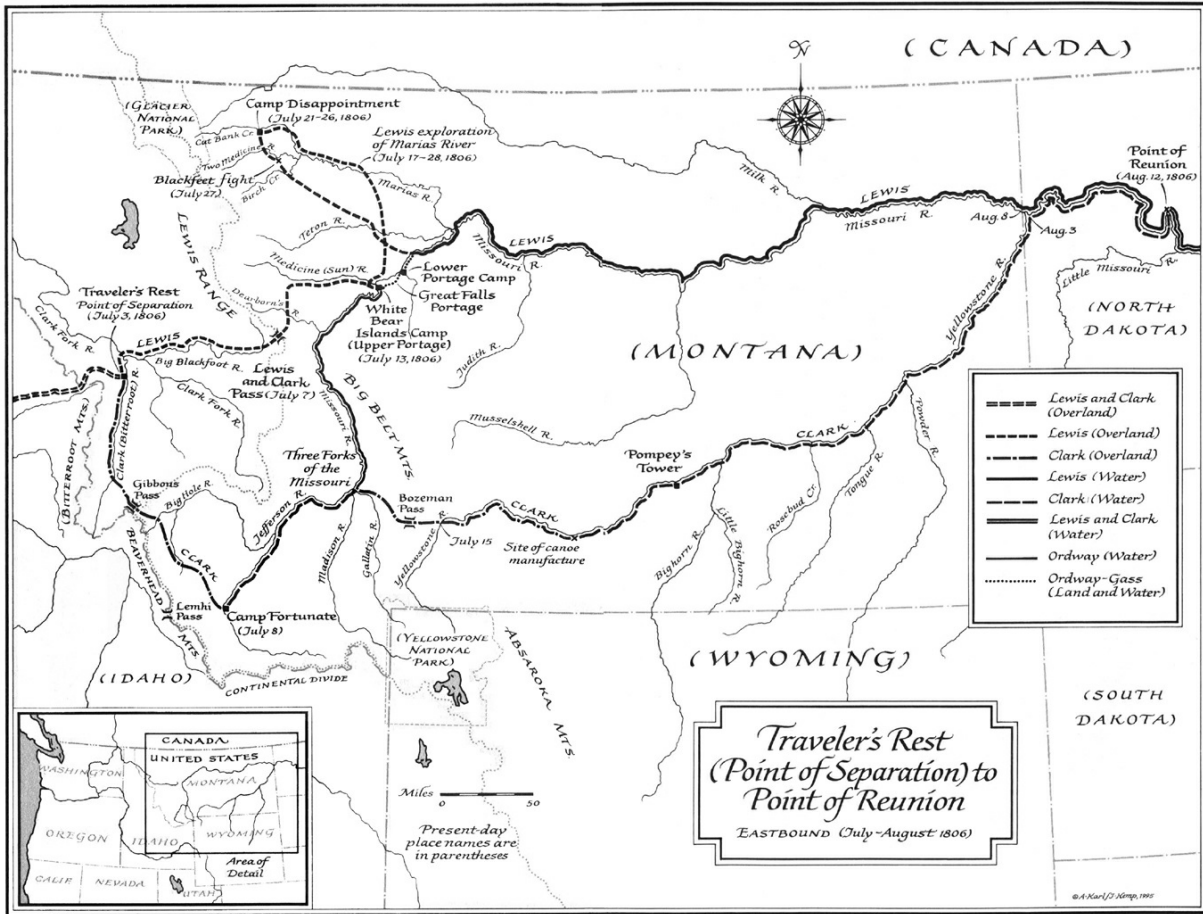 N
(CANADA)
(GLACIER
NATIONAL
PARK)
Camp Disappointment
(July 21-26, 1806)
Cut Bank Cr.
Two Medicine R.
Lewis exploration
of Marias River
(July 17-28, 1806)
Blackfeet fight
(July 27)
Birch Cr.
Marias R.
Milk R.
Point of
Reunion
(Aug. 12, 1806)
LEWIS
Missouri R.
Aug. 8
Aug. 3
Teton R.
LEWIS
Missouri R.
LEWIS RANGE
Medicine (Sun) R.
Lower
Portage Camp
Great Falls
Portage
Little Missouri R.
Dearborn's R.
White
Bear
Islands Camp
(Upper Portage)
(July 13, 1806)
Traveler's Rest
Point of Separation
(July 3, 1806)
Clark Fork R.
LEWIS
Big Blackfoot R.
Judith R.
(MONTANA)
Yellowstone R.
(NORTH
DAKOTA)
Lewis
and Clark
Pass (July 7)
BIG BELT MTS.
Missouri R.
Clark Fork R.
(BITTERROOT MTS.)
Clark (Bitterroot) R.
Musselshell R.
CLARK
Powder R.
Three Forks
of the
Missouri
Pompey's
Tower
Gibbons
Pass
Big Hole R.
Jefferson R.
Bozeman
Pass
CLARK
Tongue R.
Rosebud Cr.
CLARK
BEAVERHEAD
MTS.
Madison R.
Gallatin R.
Yellowstone R.
July 15
Site of canoe
manufacture
Bighorn R.
Little Bighorn R.
Lemhi
Pass
Camp Fortunate
(July 8)
(IDAHO)
CONTINENTAL DIVIDE
(YELLOWSTONE
NATIONAL
PARK)
ABSAROKA MTS.
(WYOMING)
(SOUTH
DAKOTA)
Lewis and Clark
(Overland)
Lewis (Overland)
Clark (Overland)
Lewis (Water)
Clark (Water)
Lewis and Clark
(Water)
Ordway (Water)
Ordway-Gass
(Land and Water)
CANADA
UNITED STATES
WASHINGTON
MONTANA
OREGON
IDAHO
WYOMING
CALIF
NEVADA
UTAH
Area of
Detail
Miles 0 50
Present-day
place names are
in parentheses
Traveler's Rest
(Point of Separation) to
Point of Reunion
EASTBOUND (July-August 1806)
© A. Karl/J. Kemp, 1995